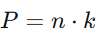 P = n · k